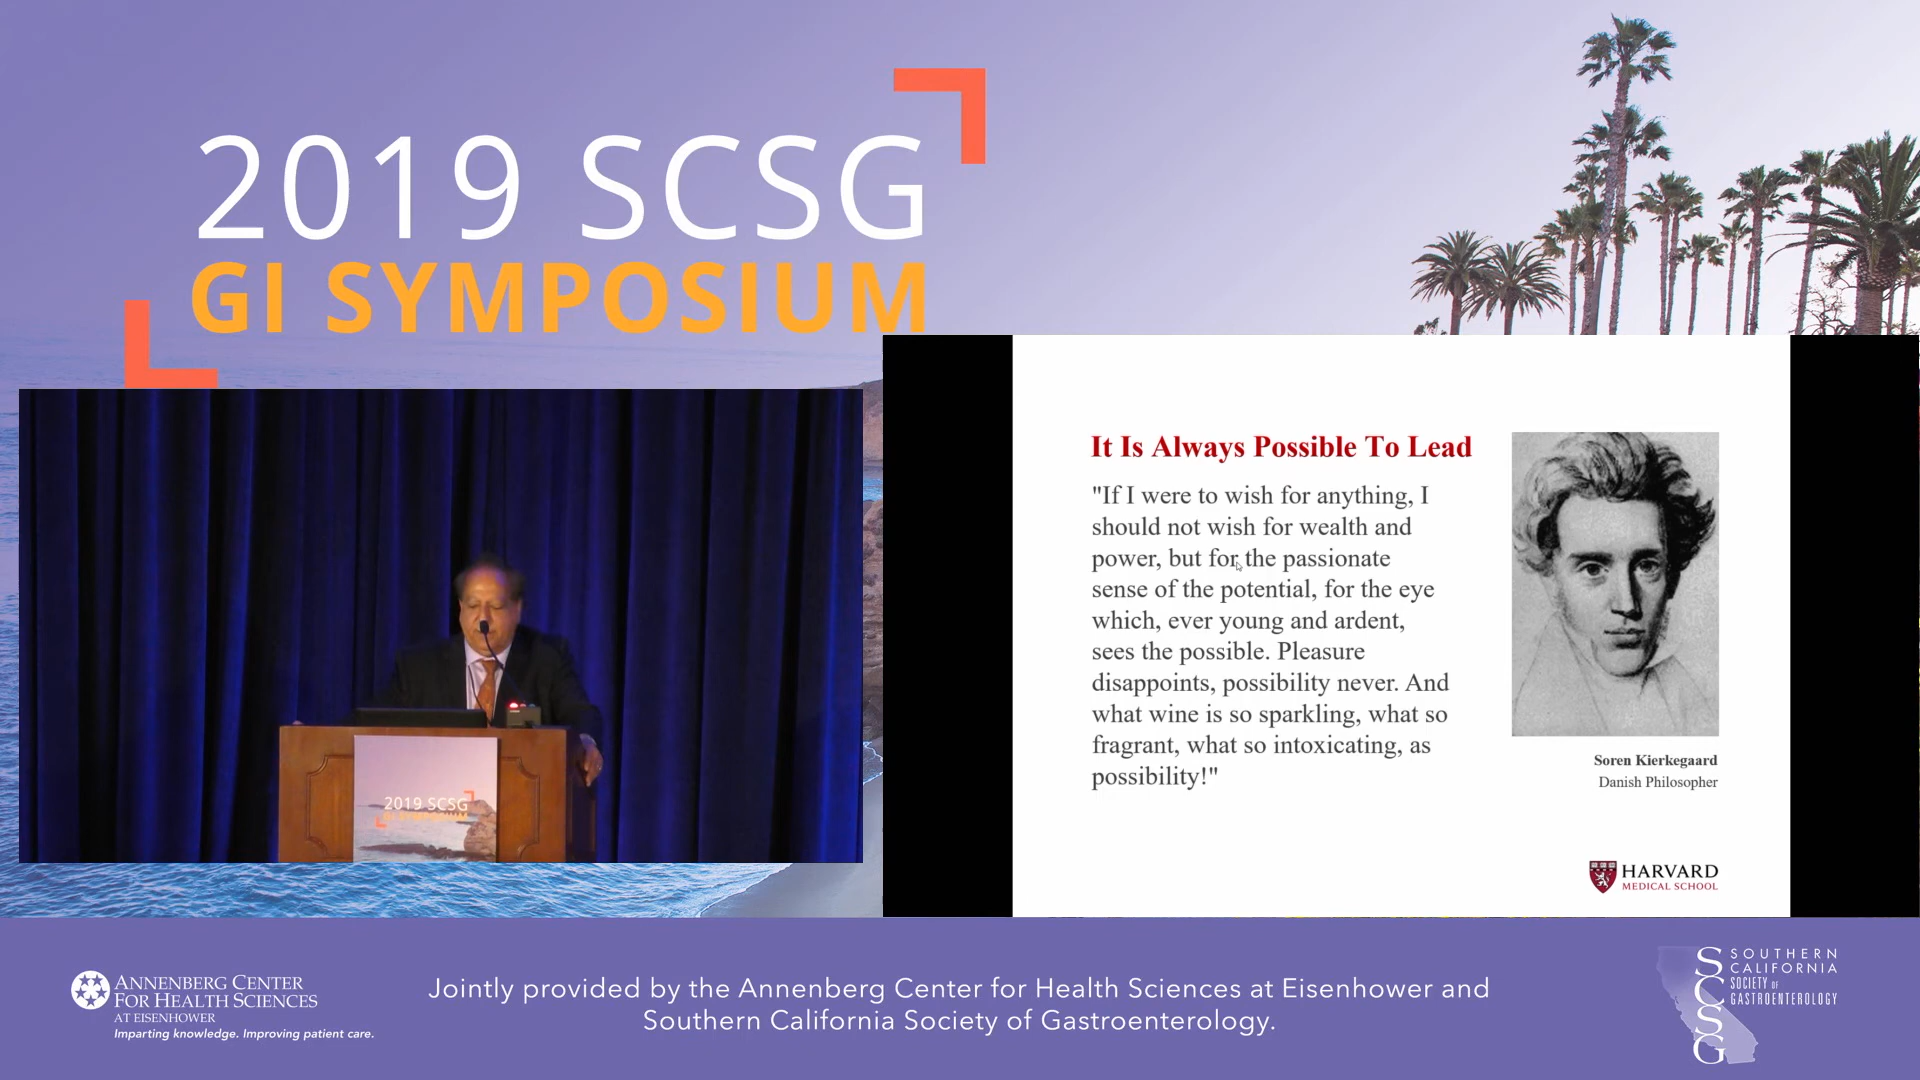 2019 SCSG
GI SYMPOSIUM
It Is Always Possible To Lead
"If I were to wish for anything, I
should not wish for wealth and
power, but for the passionate
sense of the potential, for the eye
which, ever young and ardent,
sees the possible. Pleasure
disappoints, possibility never. And
what wine is so sparkling, what so
fragrant, what so intoxicating, as
possibility!"
Soren Kierkegaard
Danish Philosopher
HARVARD
MEDICAL SCHOOL
2019 SCSG
GI SYMPOSIUM
ANNENBERG CENTER
FOR HEALTH SCIENCES
AT EISENHOWER
Imparting knowledge. Improving patient care.
Jointly provided by the Annenberg Center for Health Sciences at Eisenhower and
Southern California Society of Gastroenterology.
SCSG
SOUTHERN
CALIFORNIA
SOCIETY OF
GASTROENTEROLOGY